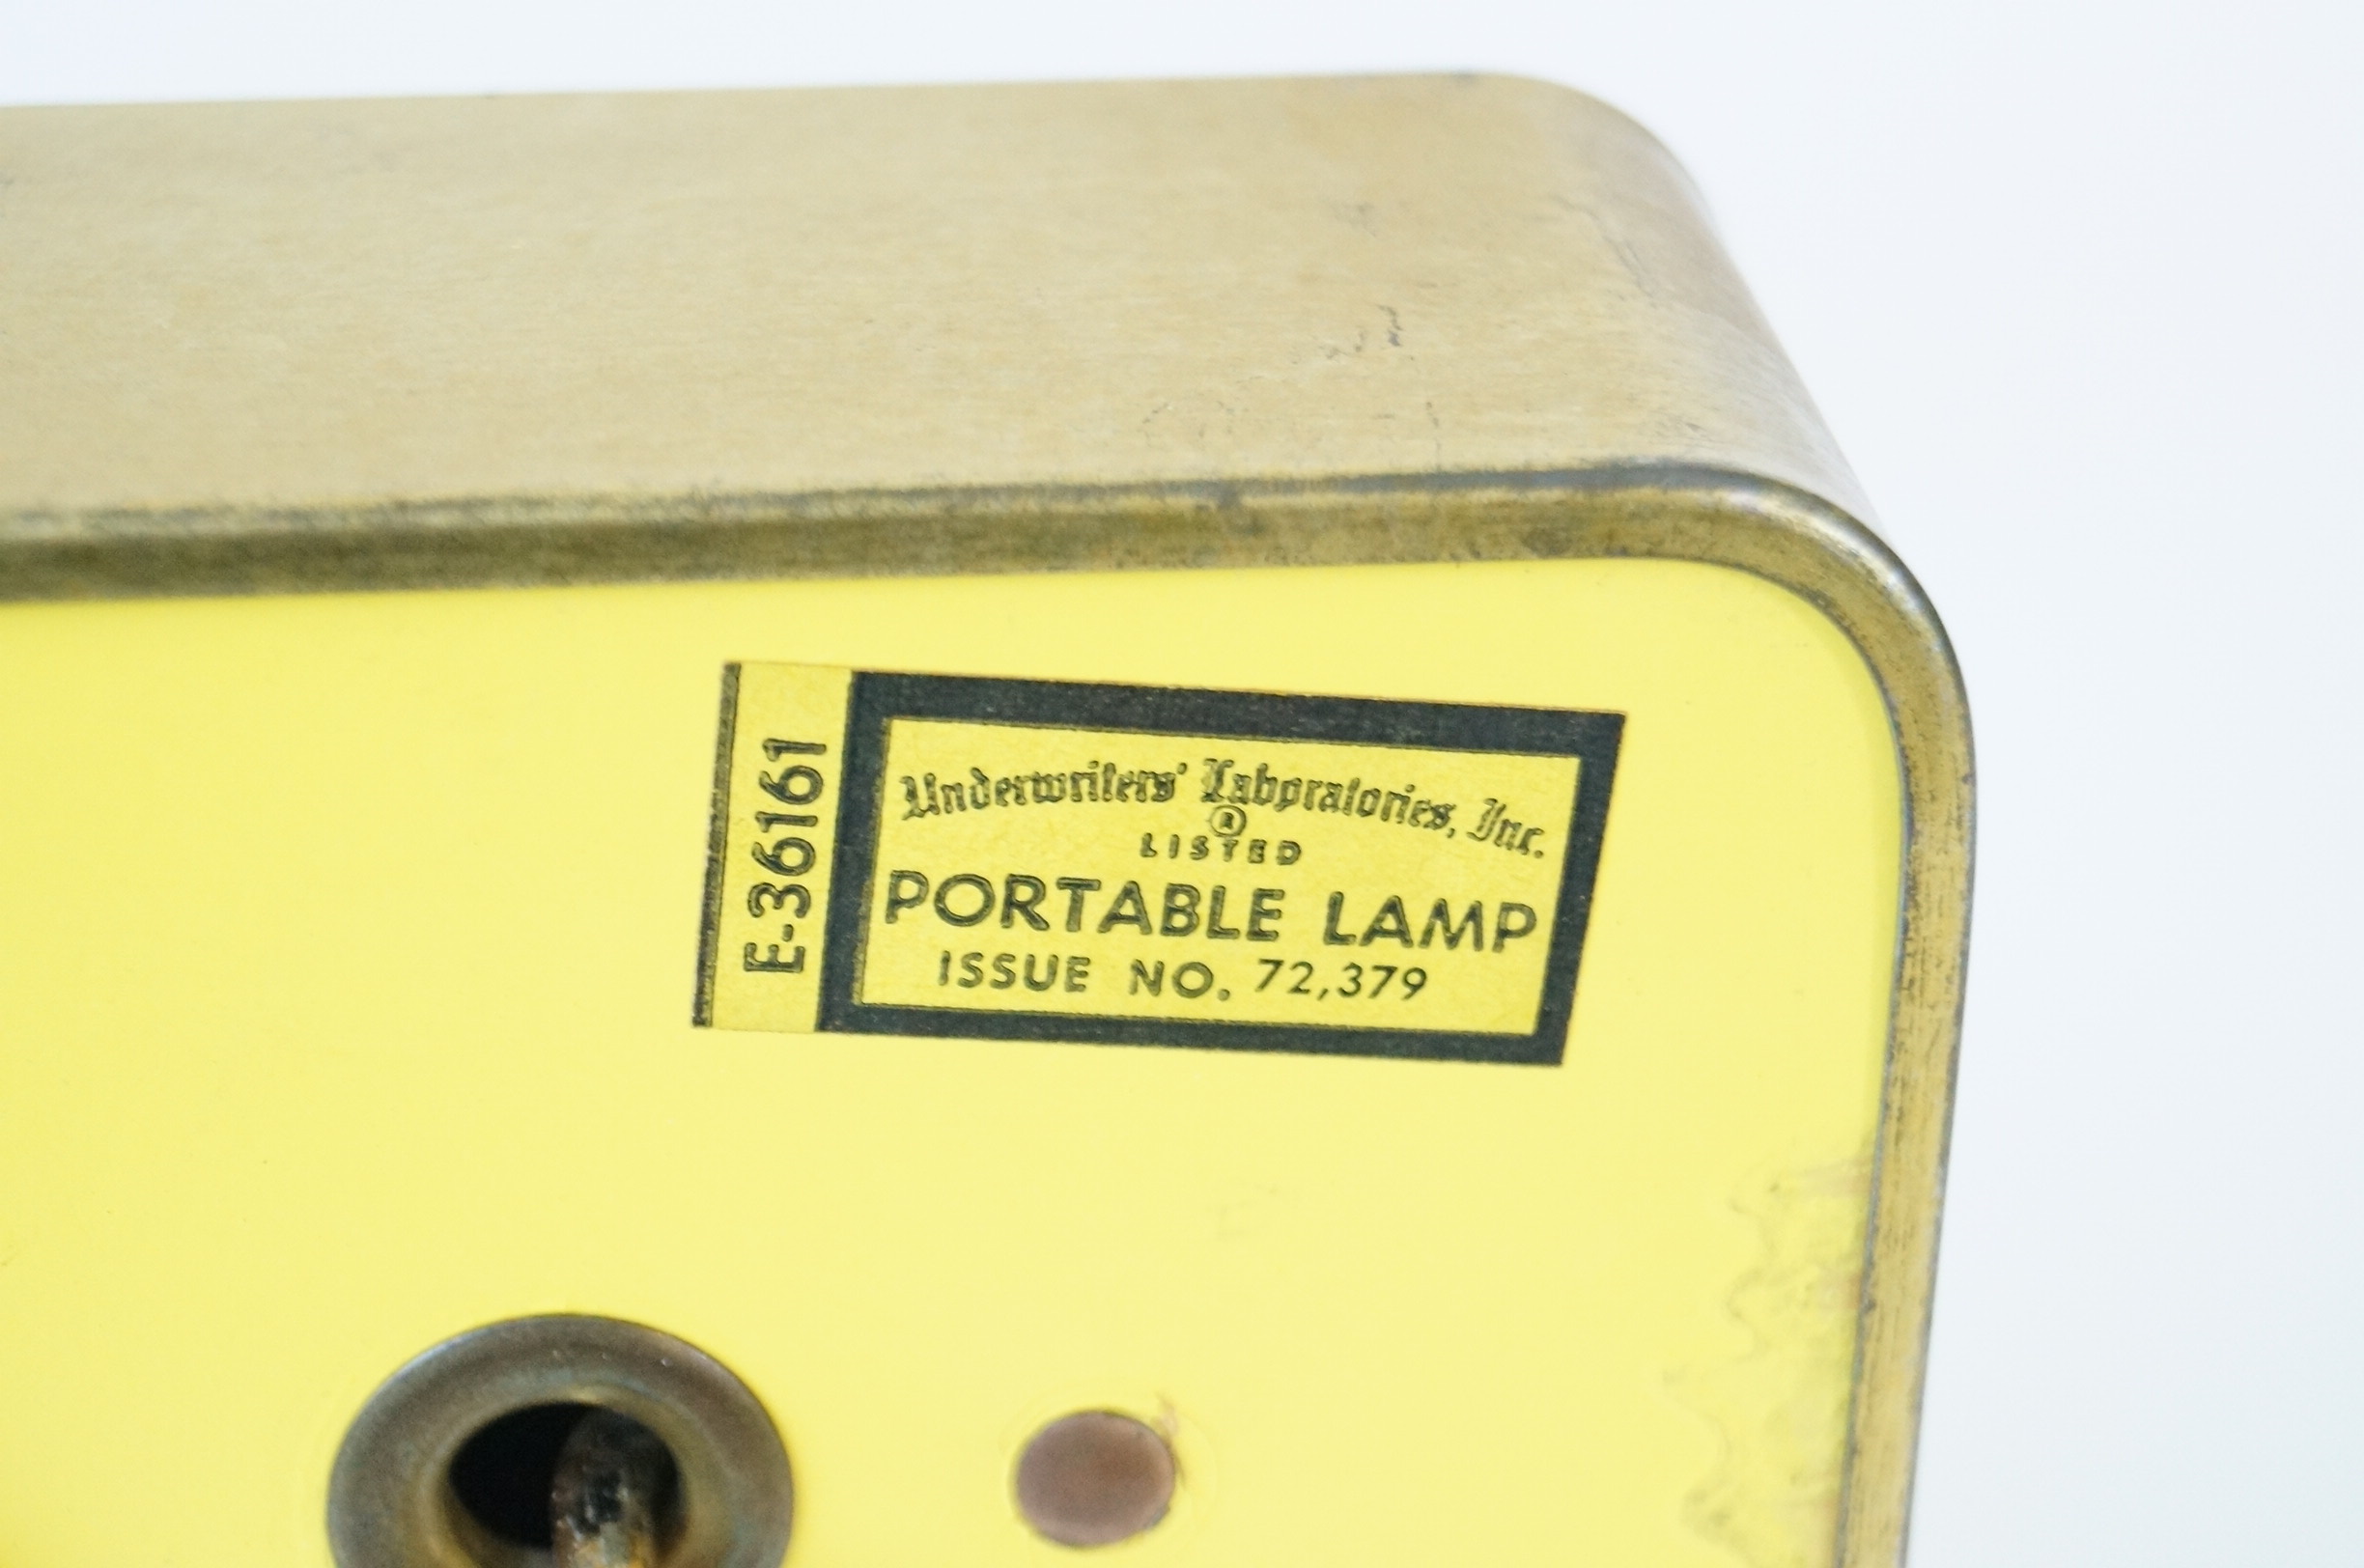 E-36161
Underwriters' Laboratories, Inc.
®
LISTED
PORTABLE LAMP
ISSUE NO. 72,379